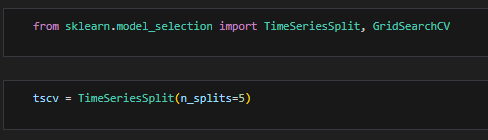 from sklearn.model_selection import TimeSeriesSplit, GridSearchCV
tscv = TimeSeriesSplit(n_splits=5)